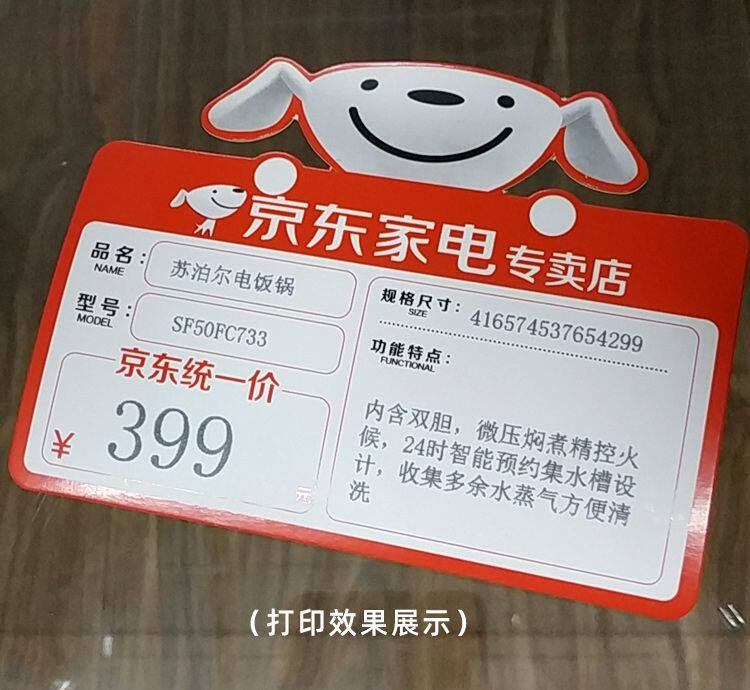 京东家电专卖店
品名：
NAME
苏泊尔电饭锅
型号：
MODEL
SF50FC733
京东统一价
¥
399
元
规格尺寸：
SIZE
416574537654299
功能特点：
FUNCTIONAL
内含双胆，微压焖煮精控火
候，24时智能预约集水槽设
计，收集多余水蒸气方便清
洗
（打印效果展示）